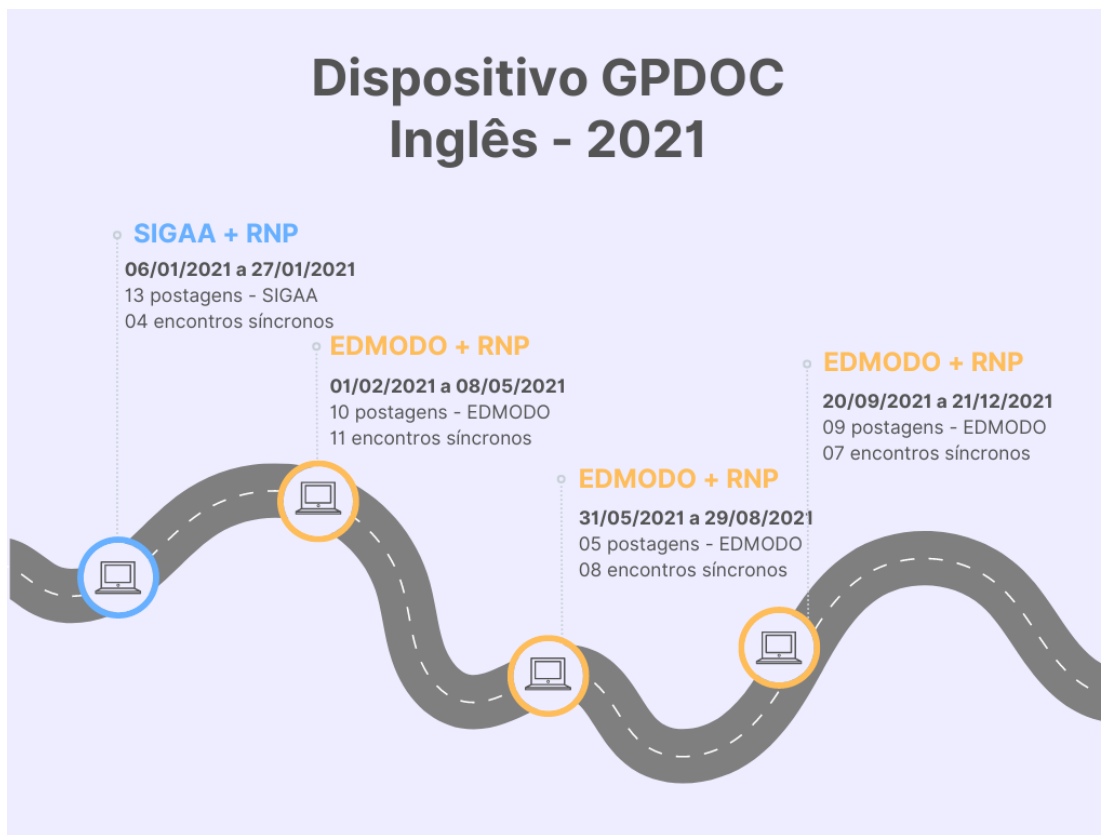 Dispositivo GPDOC
Inglês - 2021
SIGAA + RNP
06/01/2021 a 27/01/2021
13 postagens - SIGAA
04 encontros síncronos
EDMODO + RNP
01/02/2021 a 08/05/2021
10 postagens - EDMODO
11 encontros síncronos
EDMODO + RNP
31/05/2021 a 29/08/2021
05 postagens - EDMODO
08 encontros síncronos
EDMODO + RNP
20/09/2021 a 21/12/2021
09 postagens - EDMODO
07 encontros síncronos